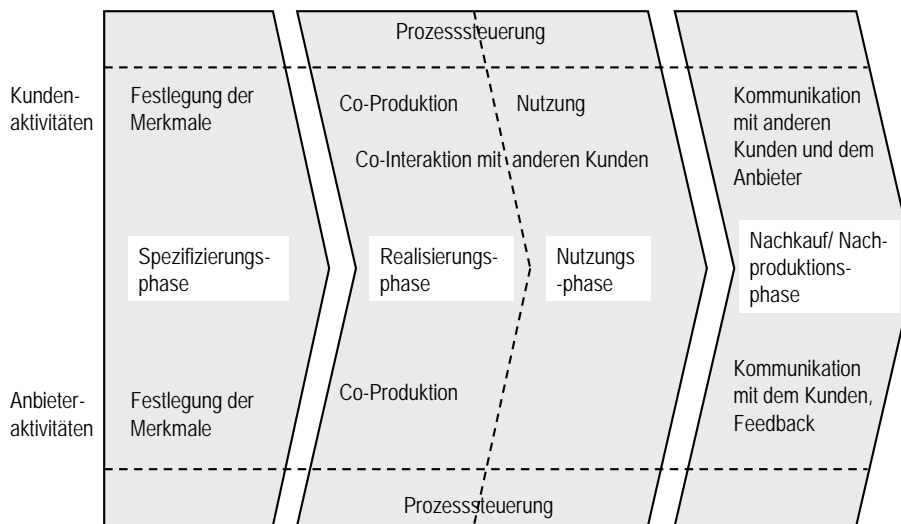 Prozesssteuerung
Kunden-
aktivitäten
Festlegung der
Merkmale
Co-Produktion
Nutzung
Co-Interaktion mit anderen Kunden
Kommunikation
mit anderen
Kunden und dem
Anbieter
Spezifizierungs-
phase
Realisierungs-
phase
Nutzungs
-phase
Nachkauf/ Nach-
produktions-
phase
Anbieter-
aktivitäten
Festlegung der
Merkmale
Co-Produktion
Kommunikation
mit dem Kunden,
Feedback
Prozesssteuerung